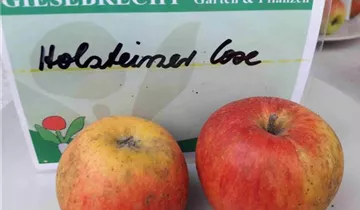 GIESEBRECHT Garten & Pflanzen
Holsteiner Cox